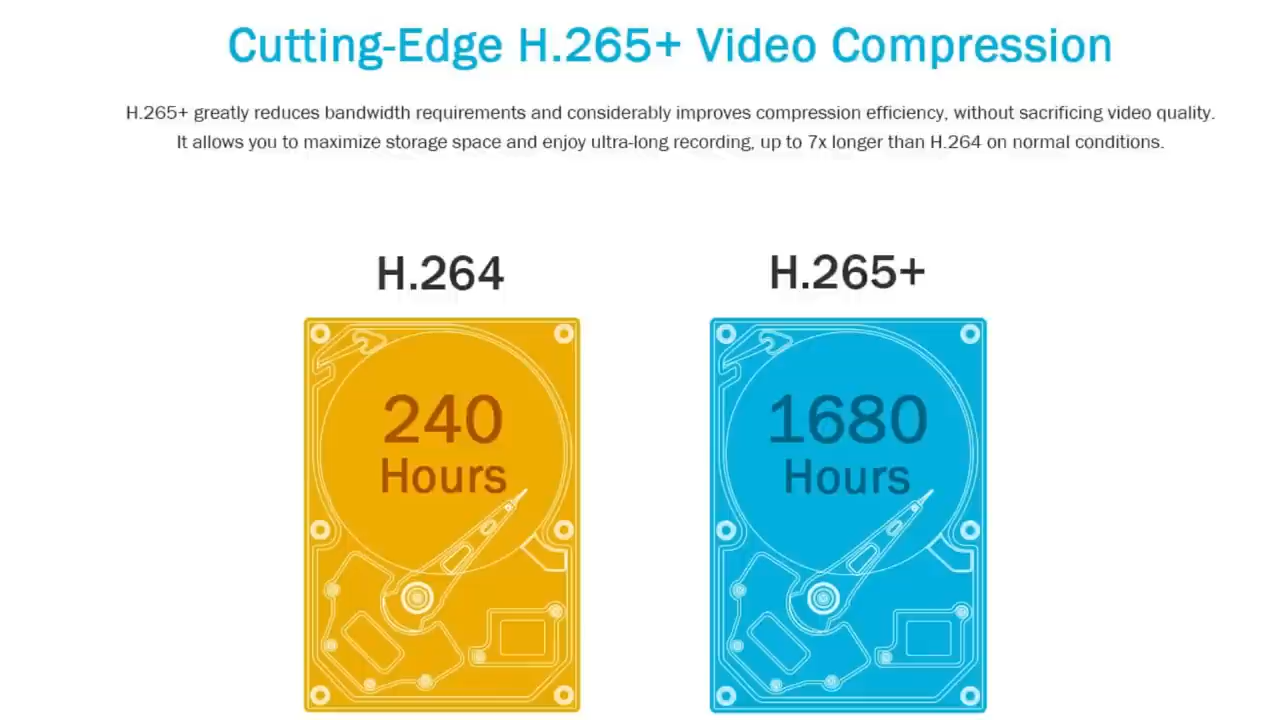 Cutting-Edge H.265+ Video Compression
H.265+ greatly reduces bandwidth requirements and considerably improves compression efficiency, without sacrificing video quality.
It allows you to maximize storage space and enjoy ultra-long recording, up to 7x longer than H.264 on normal conditions.
H.264
240
Hours
H.265+
1680
Hours